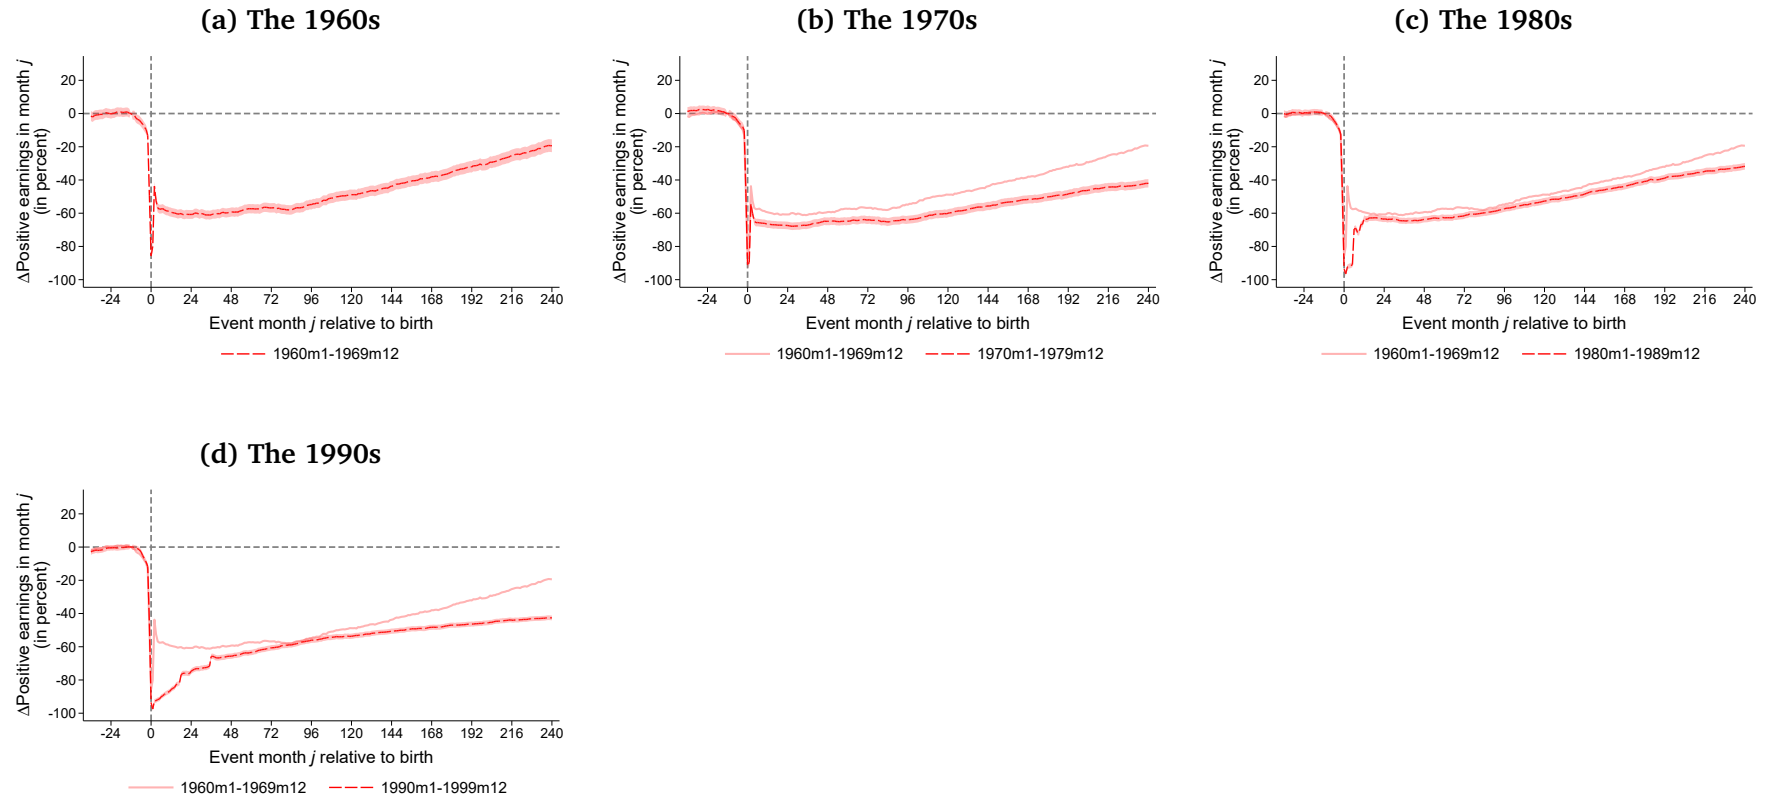 (a) The 1960s
ΔPositive earnings in month j
(in percent)
20
0
-20
-40
-60
-80
-100
-24 0 24 48 72 96 120 144 168 192 216 240
Event month j relative to birth
1960m1-1969m12
(b) The 1970s
ΔPositive earnings in month j
(in percent)
20
0
-20
-40
-60
-80
-100
-24 0 24 48 72 96 120 144 168 192 216 240
Event month j relative to birth
1960m1-1969m12 1970m1-1979m12
(c) The 1980s
ΔPositive earnings in month j
(in percent)
20
0
-20
-40
-60
-80
-100
-24 0 24 48 72 96 120 144 168 192 216 240
Event month j relative to birth
1960m1-1969m12 1980m1-1989m12
(d) The 1990s
ΔPositive earnings in month j
(in percent)
20
0
-20
-40
-60
-80
-100
-24 0 24 48 72 96 120 144 168 192 216 240
Event month j relative to birth
1960m1-1969m12 1990m1-1999m12